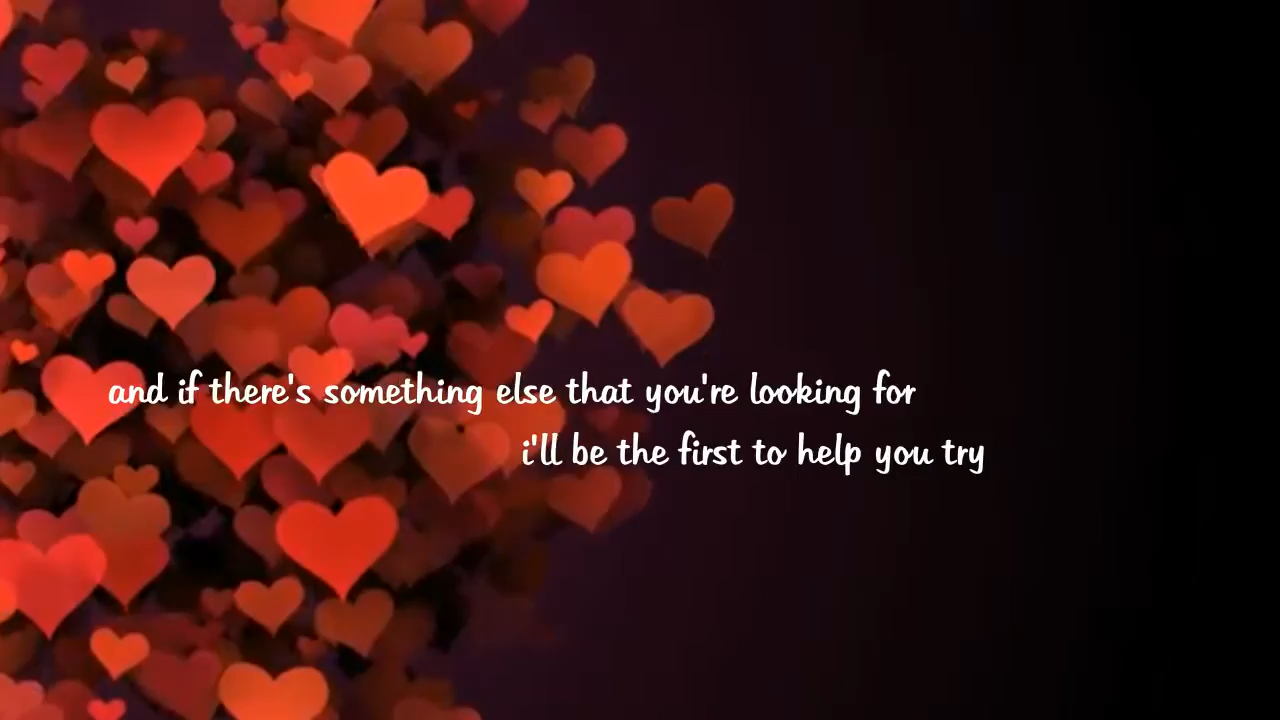 and if there's something else that you're looking for
i'll be the first to help you try